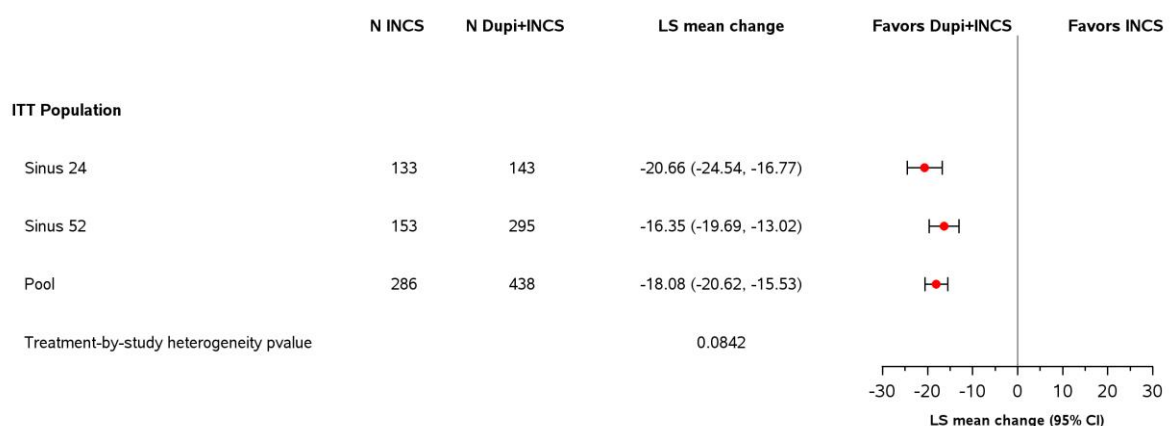 N INCS N Dupi+INCS LS mean change Favors Dupi+INCS Favors INCS
ITT Population
Sinus 24 133 143 -20.66 (-24.54, -16.77)
Sinus 52 153 295 -16.35 (-19.69, -13.02)
Pool 286 438 -18.08 (-20.62, -15.53)
Treatment-by-study heterogeneity pvalue 0.0842
-30 -20 -10 0 10 20 30
LS mean change (95% CI)